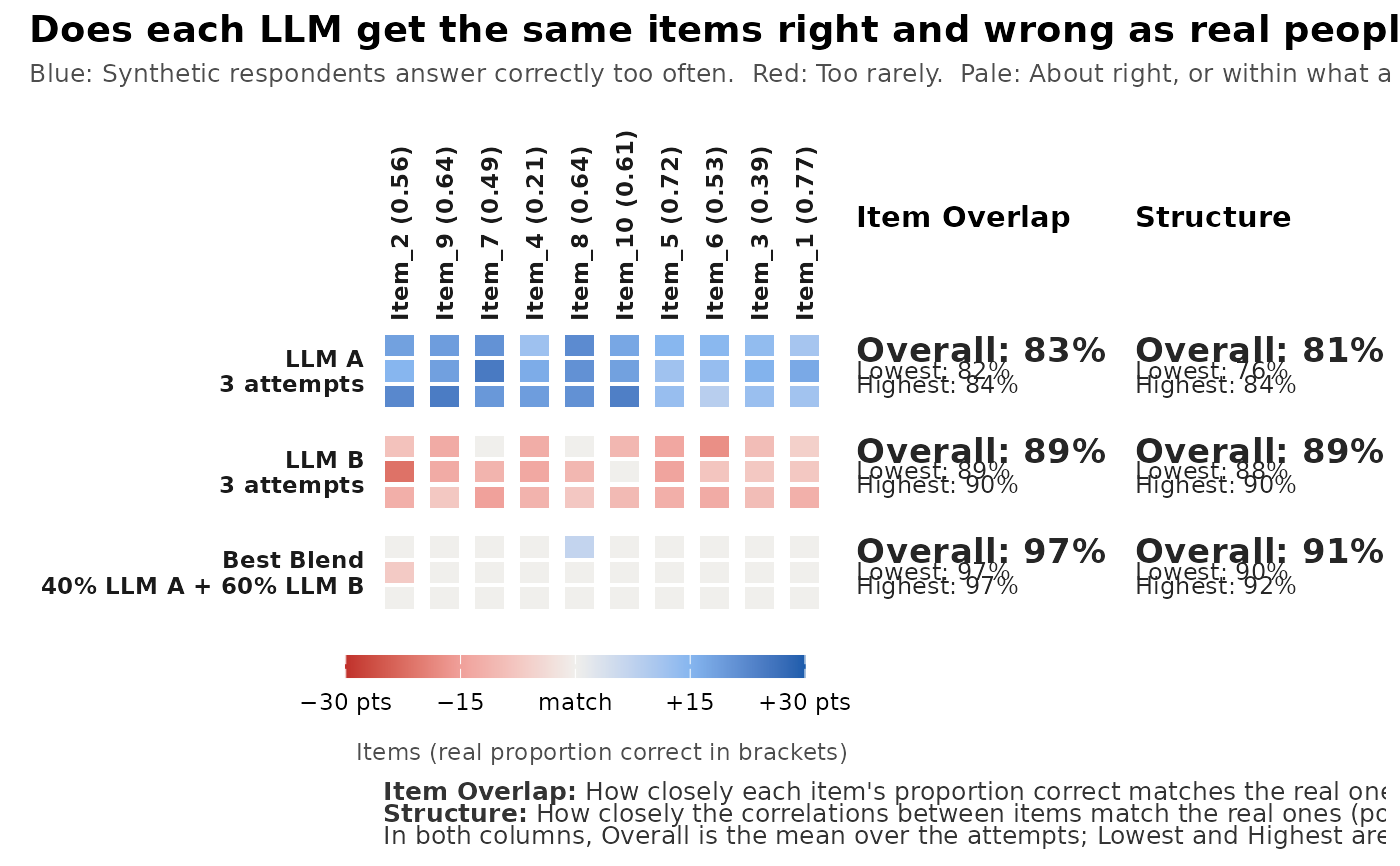 Does each LLM get the same items right and wrong as real peopl
Blue: Synthetic respondents answer correctly too often.  Red: Too rarely.  Pale: About right, or within what a
Item_2 (0.56)
Item_9 (0.64)
Item_7 (0.49)
Item_4 (0.21)
Item_8 (0.64)
Item_10 (0.61)
Item_5 (0.72)
Item_6 (0.53)
Item_3 (0.39)
Item_1 (0.77)
Item Overlap
Structure
LLM A
3 attempts
Overall: 83%
Lowest: 82%
Highest: 84%
Overall: 81%
Lowest: 76%
Highest: 84%
LLM B
3 attempts
Overall: 89%
Lowest: 89%
Highest: 90%
Overall: 89%
Lowest: 88%
Highest: 90%
Best Blend
40% LLM A + 60% LLM B
Overall: 97%
Lowest: 97%
Highest: 97%
Overall: 91%
Lowest: 90%
Highest: 92%
−30 pts
−15
match
+15
+30 pts
Items (real proportion correct in brackets)
Item Overlap: How closely each item's proportion correct matches the real one
Structure: How closely the correlations between items match the real ones (po
In both columns, Overall is the mean over the attempts; Lowest and Highest are